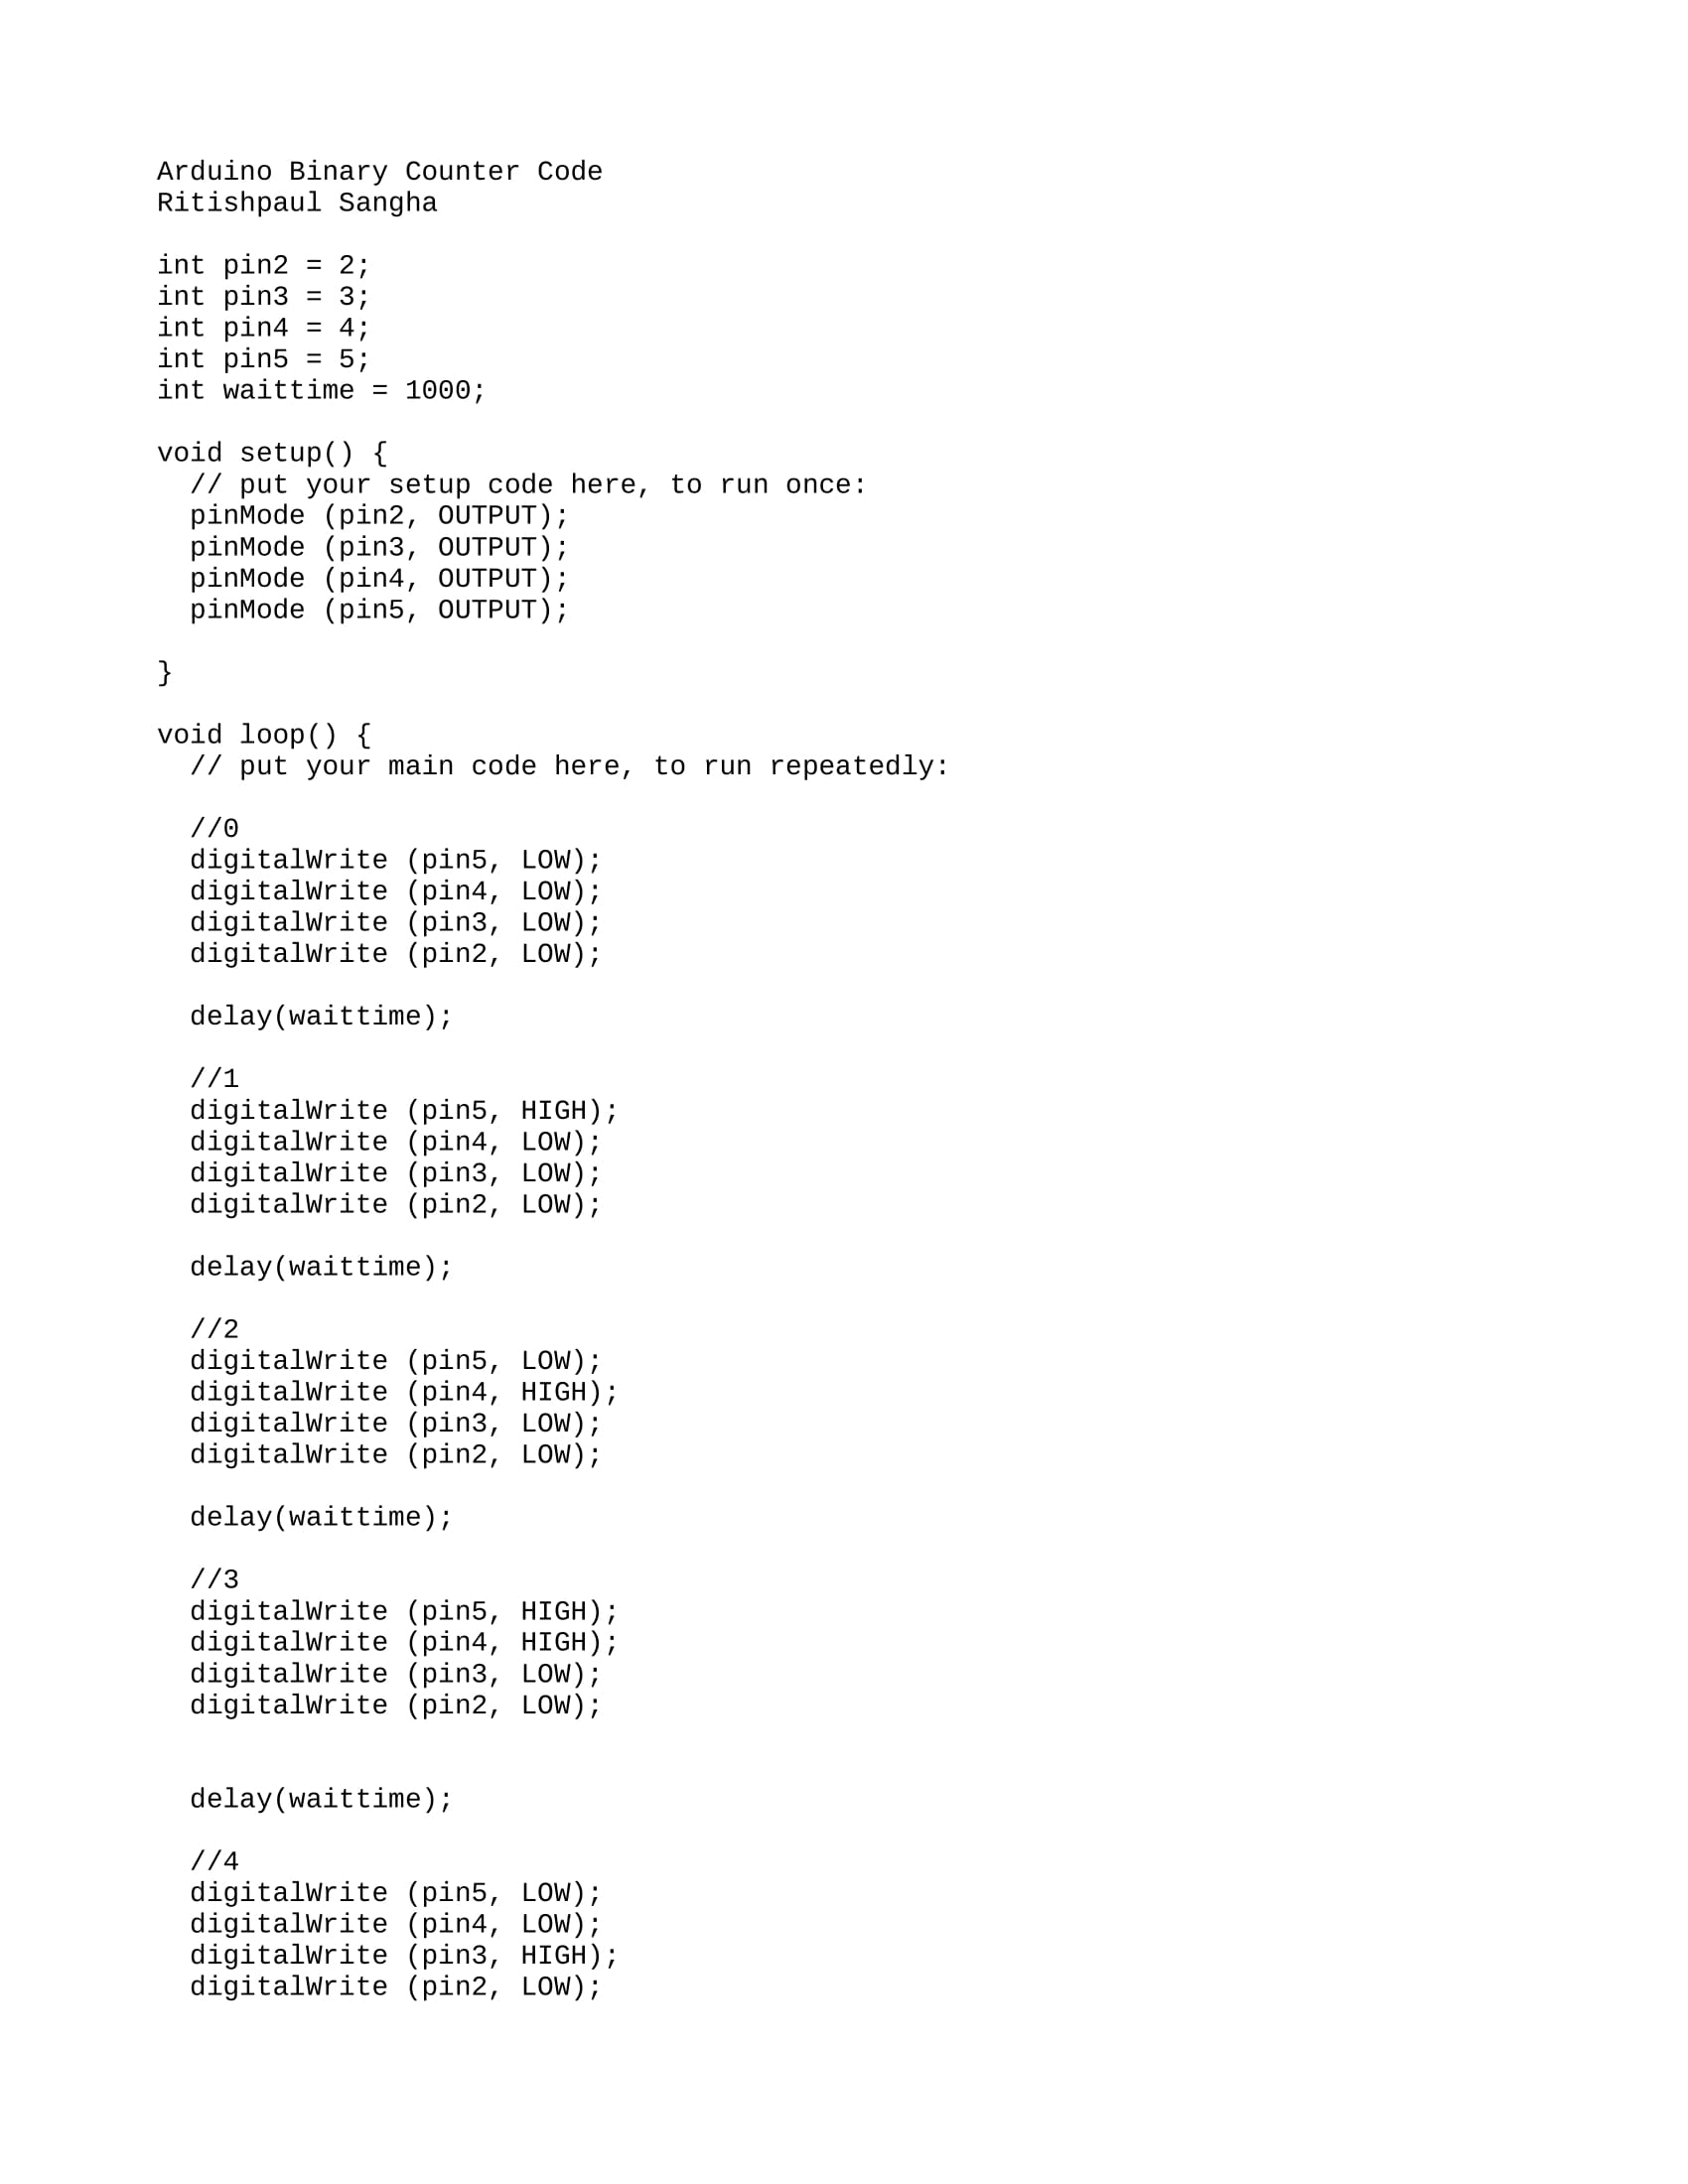 Arduino Binary Counter Code
Ritishpaul Sangha

int pin2 = 2;
int pin3 = 3;
int pin4 = 4;
int pin5 = 5;
int waittime = 1000;

void setup() {
  // put your setup code here, to run once:
  pinMode (pin2, OUTPUT);
  pinMode (pin3, OUTPUT);
  pinMode (pin4, OUTPUT);
  pinMode (pin5, OUTPUT);

}

void loop() {
  // put your main code here, to run repeatedly:

  //0
  digitalWrite (pin5, LOW);
  digitalWrite (pin4, LOW);
  digitalWrite (pin3, LOW);
  digitalWrite (pin2, LOW);

  delay(waittime);

  //1
  digitalWrite (pin5, HIGH);
  digitalWrite (pin4, LOW);
  digitalWrite (pin3, LOW);
  digitalWrite (pin2, LOW);

  delay(waittime);

  //2
  digitalWrite (pin5, LOW);
  digitalWrite (pin4, HIGH);
  digitalWrite (pin3, LOW);
  digitalWrite (pin2, LOW);

  delay(waittime);

  //3
  digitalWrite (pin5, HIGH);
  digitalWrite (pin4, HIGH);
  digitalWrite (pin3, LOW);
  digitalWrite (pin2, LOW);


  delay(waittime);

  //4
  digitalWrite (pin5, LOW);
  digitalWrite (pin4, LOW);
  digitalWrite (pin3, HIGH);
  digitalWrite (pin2, LOW);